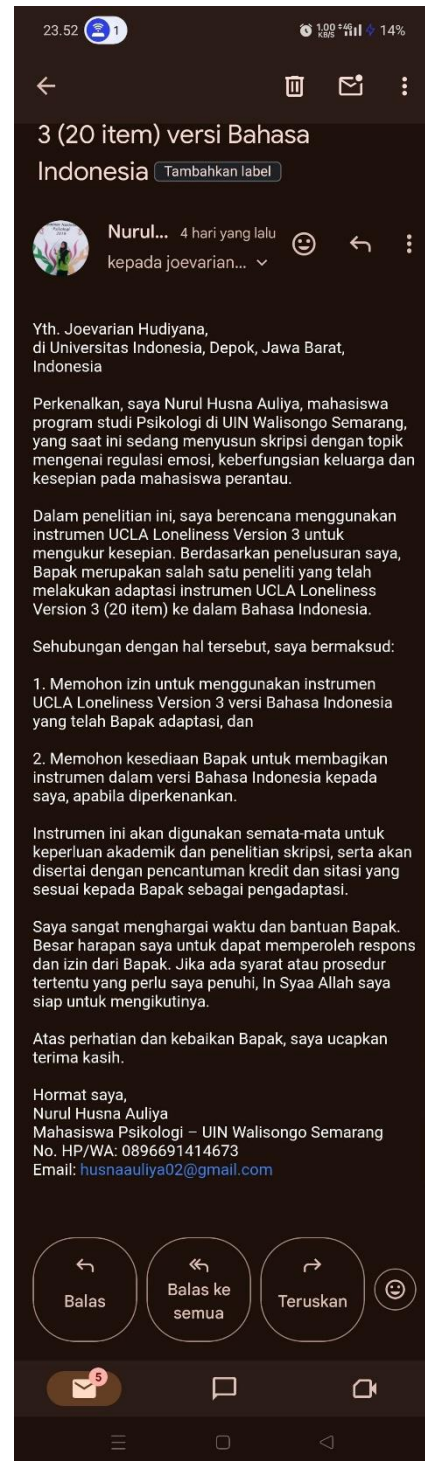 23.52 1 1.00 KB/S 14%
3 (20 item) versi Bahasa
Indonesia Tambahkan label
Nurul... 4 hari yang lalu
kepada joevarian...
Yth. Joevarian Hudiyana,
di Universitas Indonesia, Depok, Jawa Barat,
Indonesia
Perkenalkan, saya Nurul Husna Auliya, mahasiswa
program studi Psikologi di UIN Walisongo Semarang,
yang saat ini sedang menyusun skripsi dengan topik
mengenai regulasi emosi, keberfungsian keluarga dan
kesepian pada mahasiswa perantau.
Dalam penelitian ini, saya berencana menggunakan
instrumen UCLA Loneliness Version 3 untuk
mengukur kesepian. Berdasarkan penelusuran saya,
Bapak merupakan salah satu peneliti yang telah
melakukan adaptasi instrumen UCLA Loneliness
Version 3 (20 item) ke dalam Bahasa Indonesia.
Sehubungan dengan hal tersebut, saya bermaksud:
1. Memohon izin untuk menggunakan instrumen
UCLA Loneliness Version 3 versi Bahasa Indonesia
yang telah Bapak adaptasi, dan
2. Memohon kesediaan Bapak untuk membagikan
instrumen dalam versi Bahasa Indonesia kepada
saya, apabila diperkenankan.
Instrumen ini akan digunakan semata-mata untuk
keperluan akademik dan penelitian skripsi, serta akan
disertai dengan pencantuman kredit dan sitasi yang
sesuai kepada Bapak sebagai pengadaptasi.
Saya sangat menghargai waktu dan bantuan Bapak.
Besar harapan saya untuk dapat memperoleh respons
dan izin dari Bapak. Jika ada syarat atau prosedur
tertentu yang perlu saya penuhi, In Syaa Allah saya
siap untuk mengikutinya.
Atas perhatian dan kebaikan Bapak, saya ucapkan
terima kasih.
Hormat saya,
Nurul Husna Auliya
Mahasiswa Psikologi – UIN Walisongo Semarang
No. HP/WA: 0896691414673
Email: husnaauliya02@gmail.com
Balas
Balas ke
semua
Teruskan
5